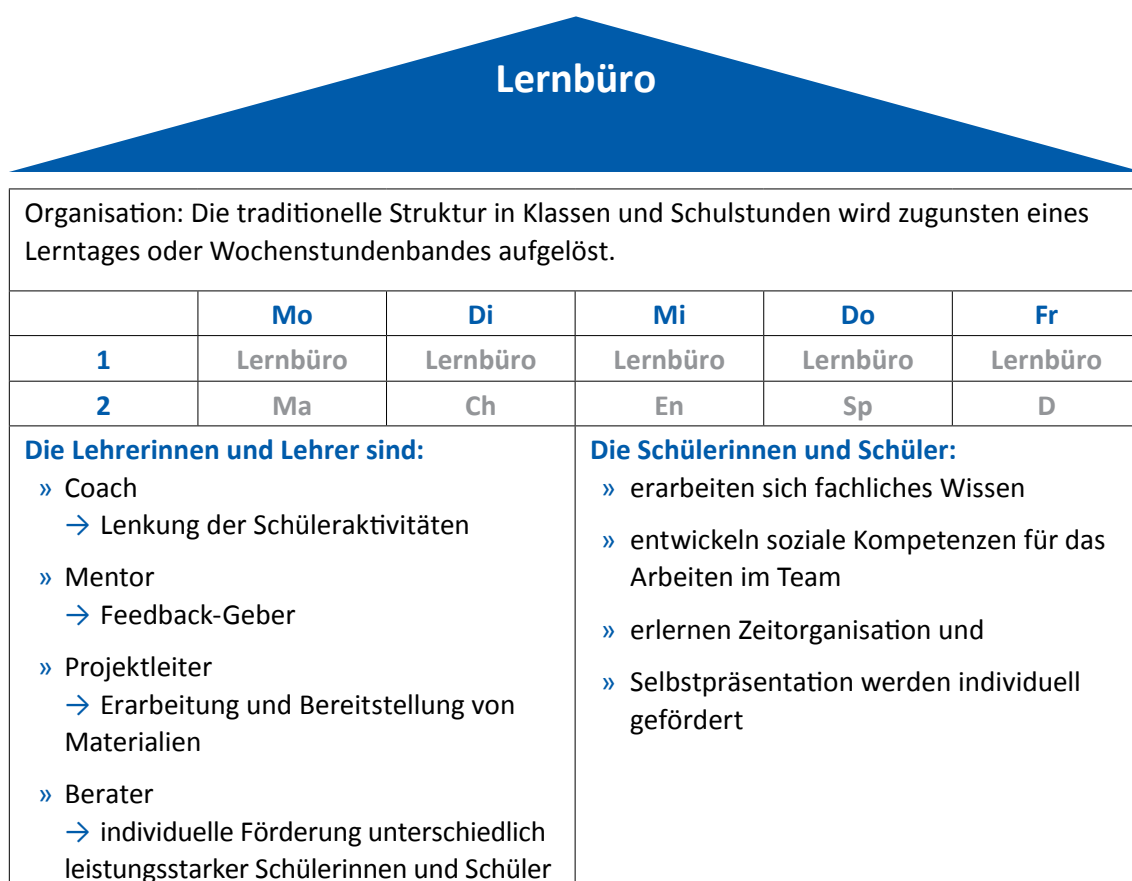 Lernbüro
Organisation: Die traditionelle Struktur in Klassen und Schulstunden wird zugunsten eines
Lerntages oder Wochenstundenbandes aufgelöst.
Mo Di Mi Do Fr
1 Lernbüro Lernbüro Lernbüro Lernbüro Lernbüro
2 Ma Ch En Sp D
Die Lehrerinnen und Lehrer sind:
» Coach
→ Lenkung der Schüleraktivitäten
» Mentor
→ Feedback-Geber
» Projektleiter
→ Erarbeitung und Bereitstellung von
Materialien
» Berater
→ individuelle Förderung unterschiedlich
leistungsstarker Schülerinnen und Schüler
Die Schülerinnen und Schüler:
» erarbeiten sich fachliches Wissen
» entwickeln soziale Kompetenzen für das
Arbeiten im Team
» erlernen Zeitorganisation und
» Selbstpräsentation werden individuell
gefördert